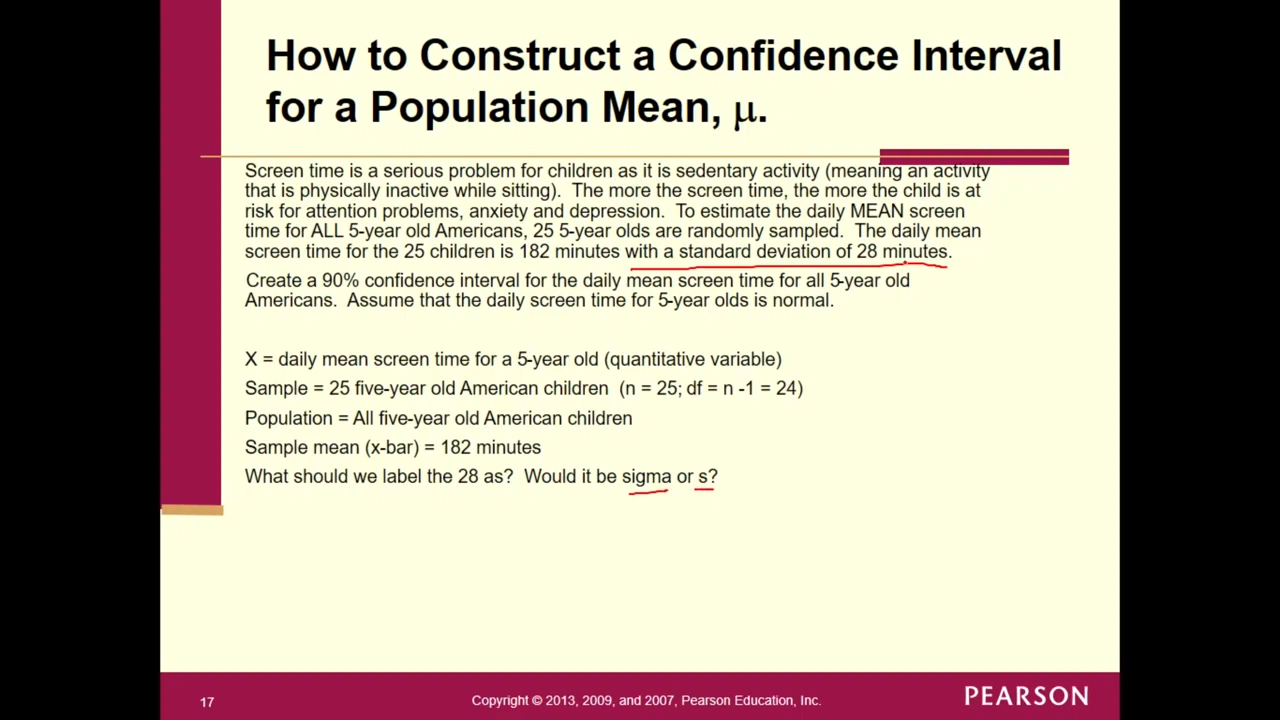 How to Construct a Confidence Interval
for a Population Mean, μ.
Screen time is a serious problem for children as it is sedentary activity (meaning an activity
that is physically inactive while sitting).  The more the screen time, the more the child is at
risk for attention problems, anxiety and depression.  To estimate the daily MEAN screen
time for ALL 5-year old Americans, 25 5-year olds are randomly sampled.  The daily mean
screen time for the 25 children is 182 minutes with a standard deviation of 28 minutes.
Create a 90% confidence interval for the daily mean screen time for all 5-year old
Americans.  Assume that the daily screen time for 5-year olds is normal.
X = daily mean screen time for a 5-year old (quantitative variable)
Sample = 25 five-year old American children  (n = 25; df = n -1 = 24)
Population = All five-year old American children
Sample mean (x-bar) = 182 minutes
What should we label the 28 as?  Would it be sigma or s?
17
Copyright © 2013, 2009, and 2007, Pearson Education, Inc.
PEARSON